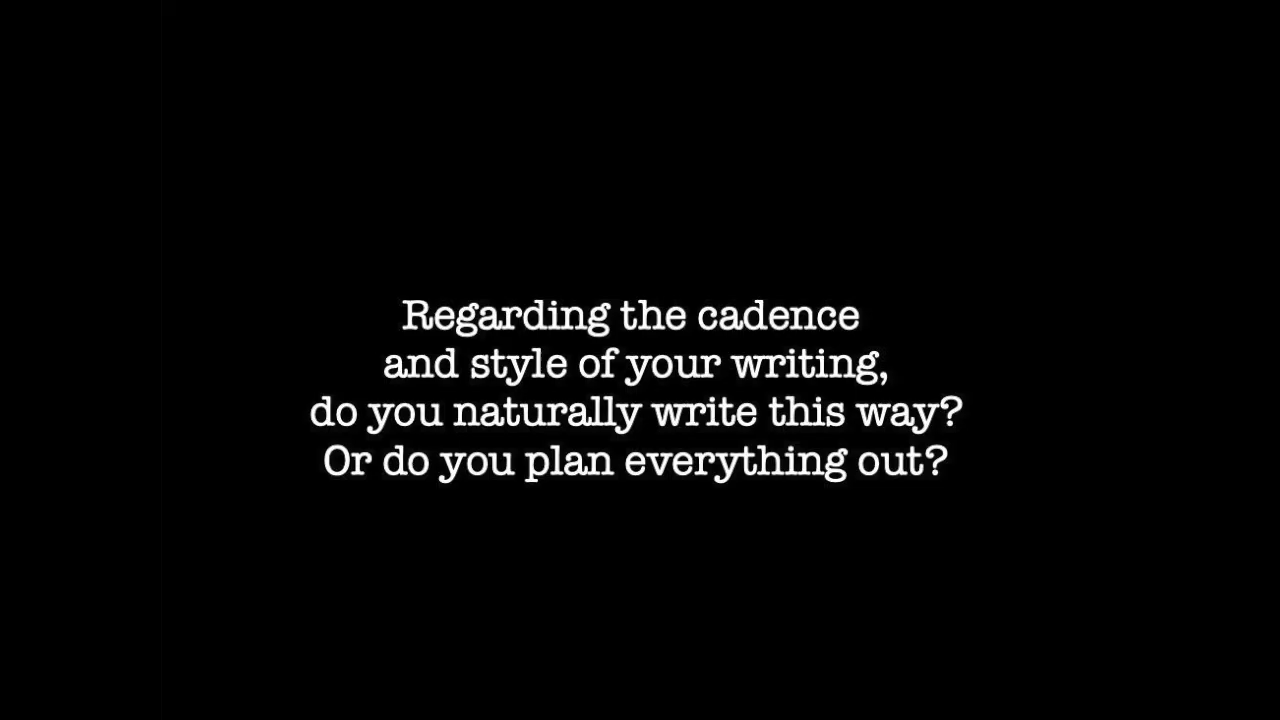 Regarding the cadence
and style of your writing,
do you naturally write this way?
Or do you plan everything out?